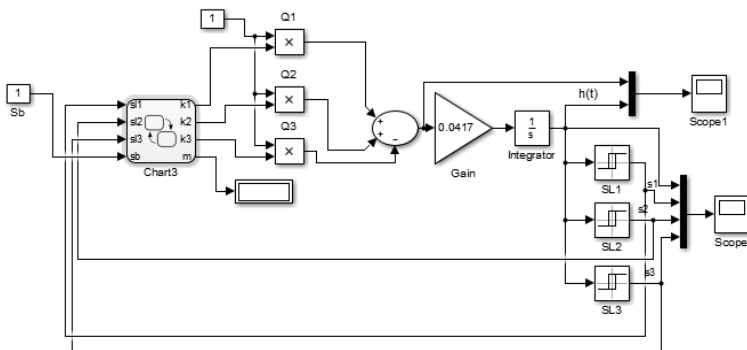 1
Q1
×
1
Sb
sl1
sl2
sl3
sb
k1
k2
k3
m
Chart3
Q2
×
Q3
×
+
+
−
0.0417
Gain
1
s
Integrator
h(t)
Scope1
SL1
s1
SL2
s2
SL3
s3
Scope